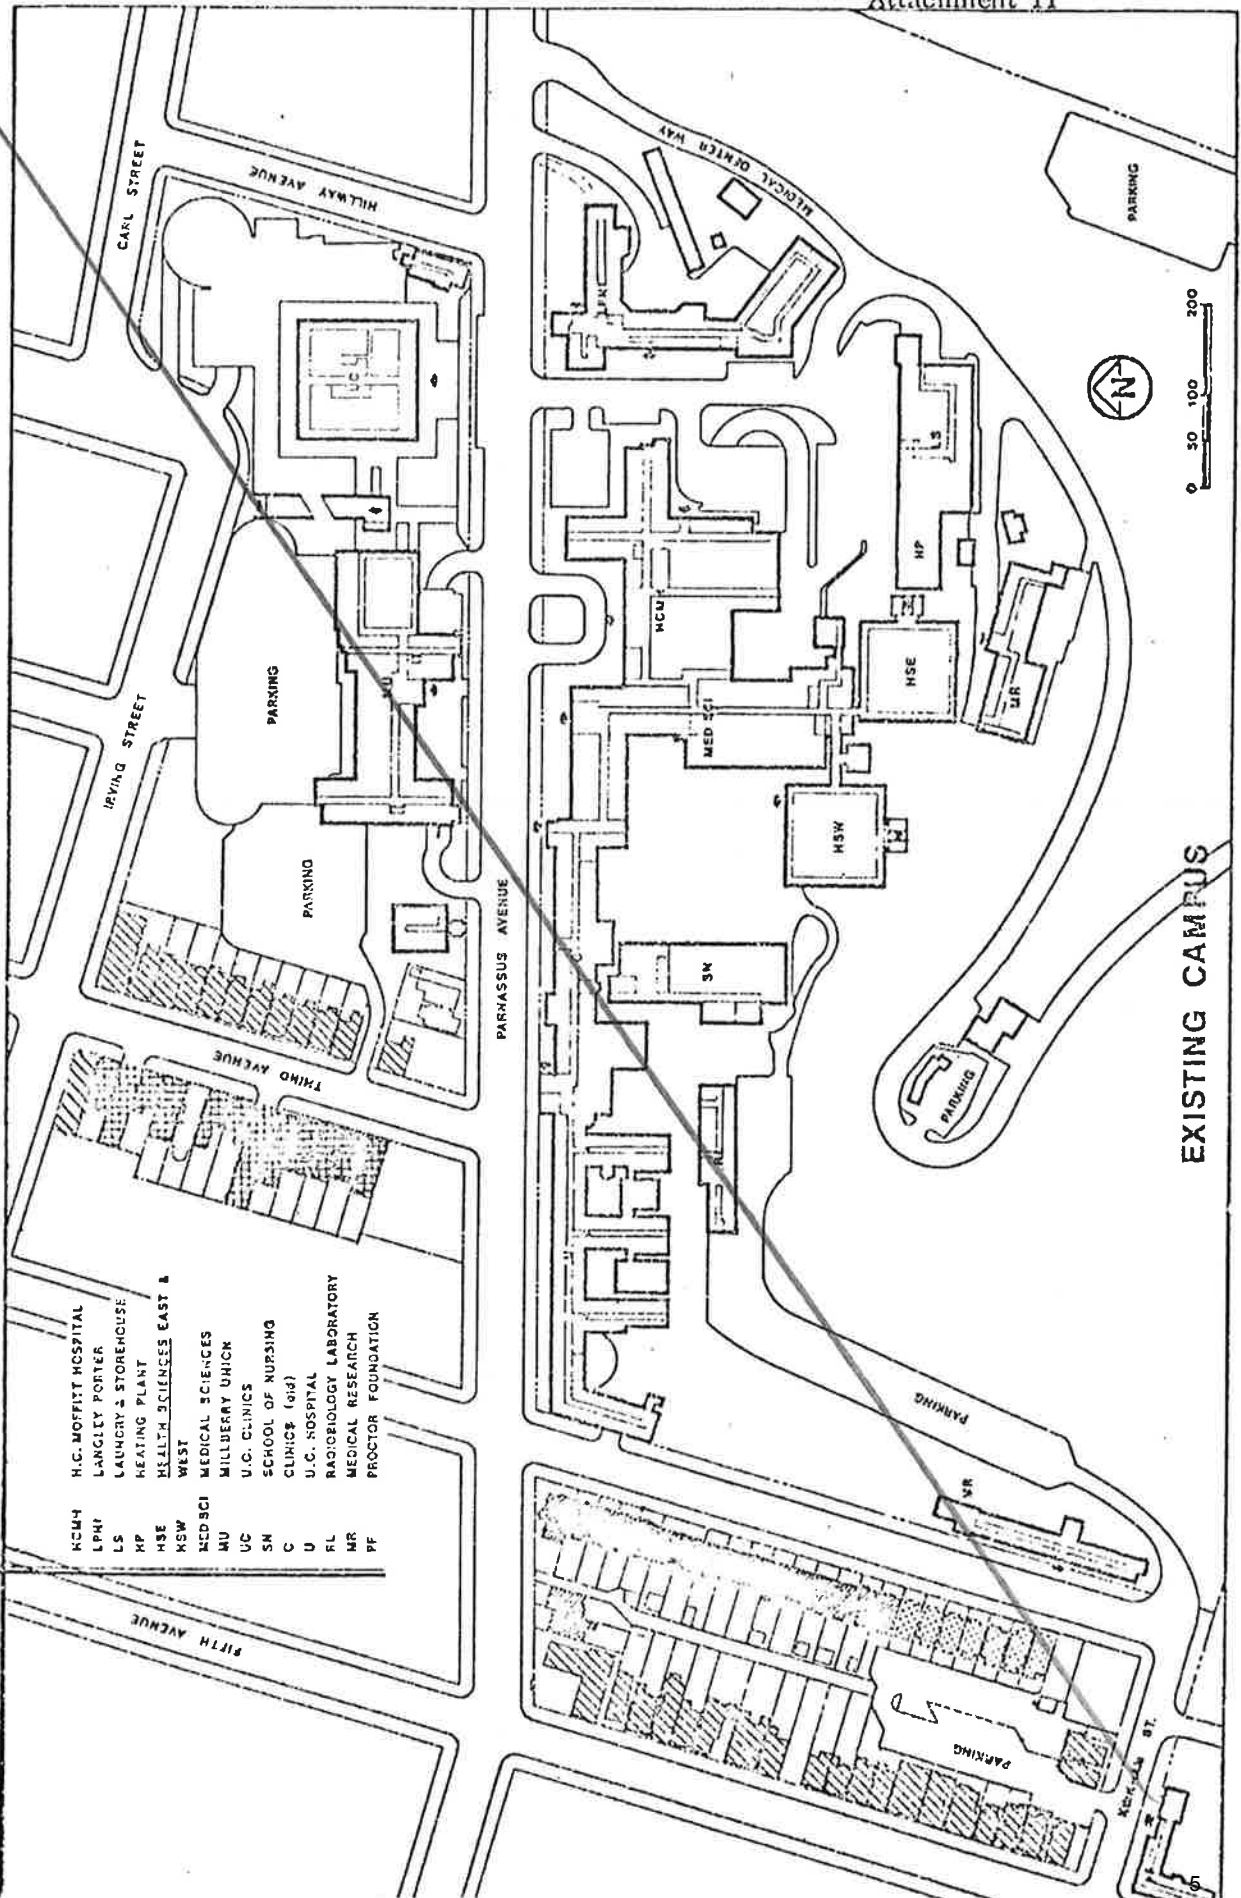 Attachment 11
CARL STREET
HILLWAY AVENUE
MEDICAL CENTER WAY
PARKING
UC
LPNI
0 50 100 200
N
LS
HP
HCM
IRVING STREET
PARKING
MU
MED SCI
HSE
MR
PARKING
PARNASSUS AVENUE
HSW
SN
C
THIRD AVENUE
RL
PARKING
EXISTING CAMPUS
HCMH H.C. MOFFITT HOSPITAL
LPNI LANGLEY PORTER
LS LAUNDRY & STOREHOUSE
HP HEATING PLANT
HSE HEALTH SCIENCES EAST &
HSW WEST
MED SCI MEDICAL SCIENCES
MU MILLBERRY UNION
UC U.C. CLINICS
SN SCHOOL OF NURSING
C CLINICS (old)
U U.C. HOSPITAL
RL RADIOBIOLOGY LABORATORY
MR MEDICAL RESEARCH
PF PROCTOR FOUNDATION
FIFTH AVENUE
PARKING
MR
PARKING
ST.
5